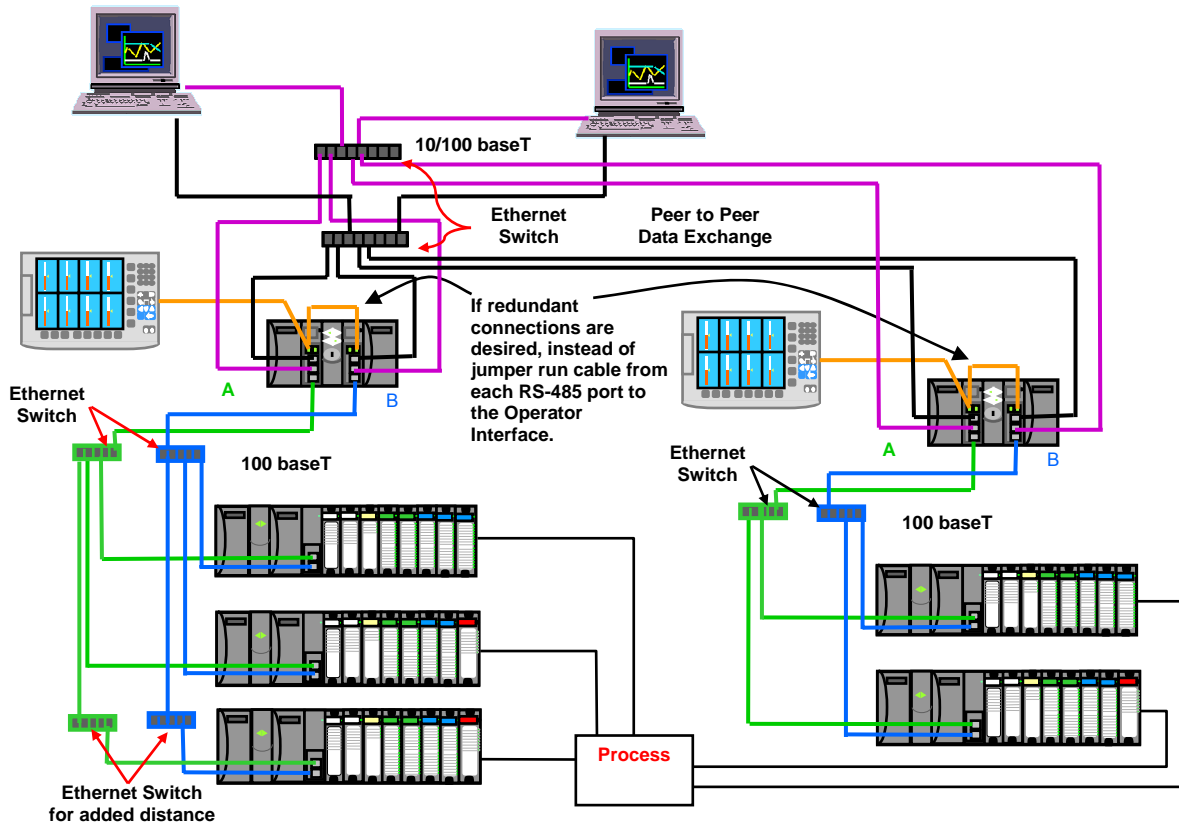 10/100 baseT
Ethernet
Switch
Peer to Peer
Data Exchange
If redundant
connections are
desired, instead of
jumper run cable from
each RS-485 port to
the Operator
Interface.
A
B
Ethernet
Switch
100 baseT
A
B
Ethernet
Switch
100 baseT
Process
Ethernet Switch
for added distance